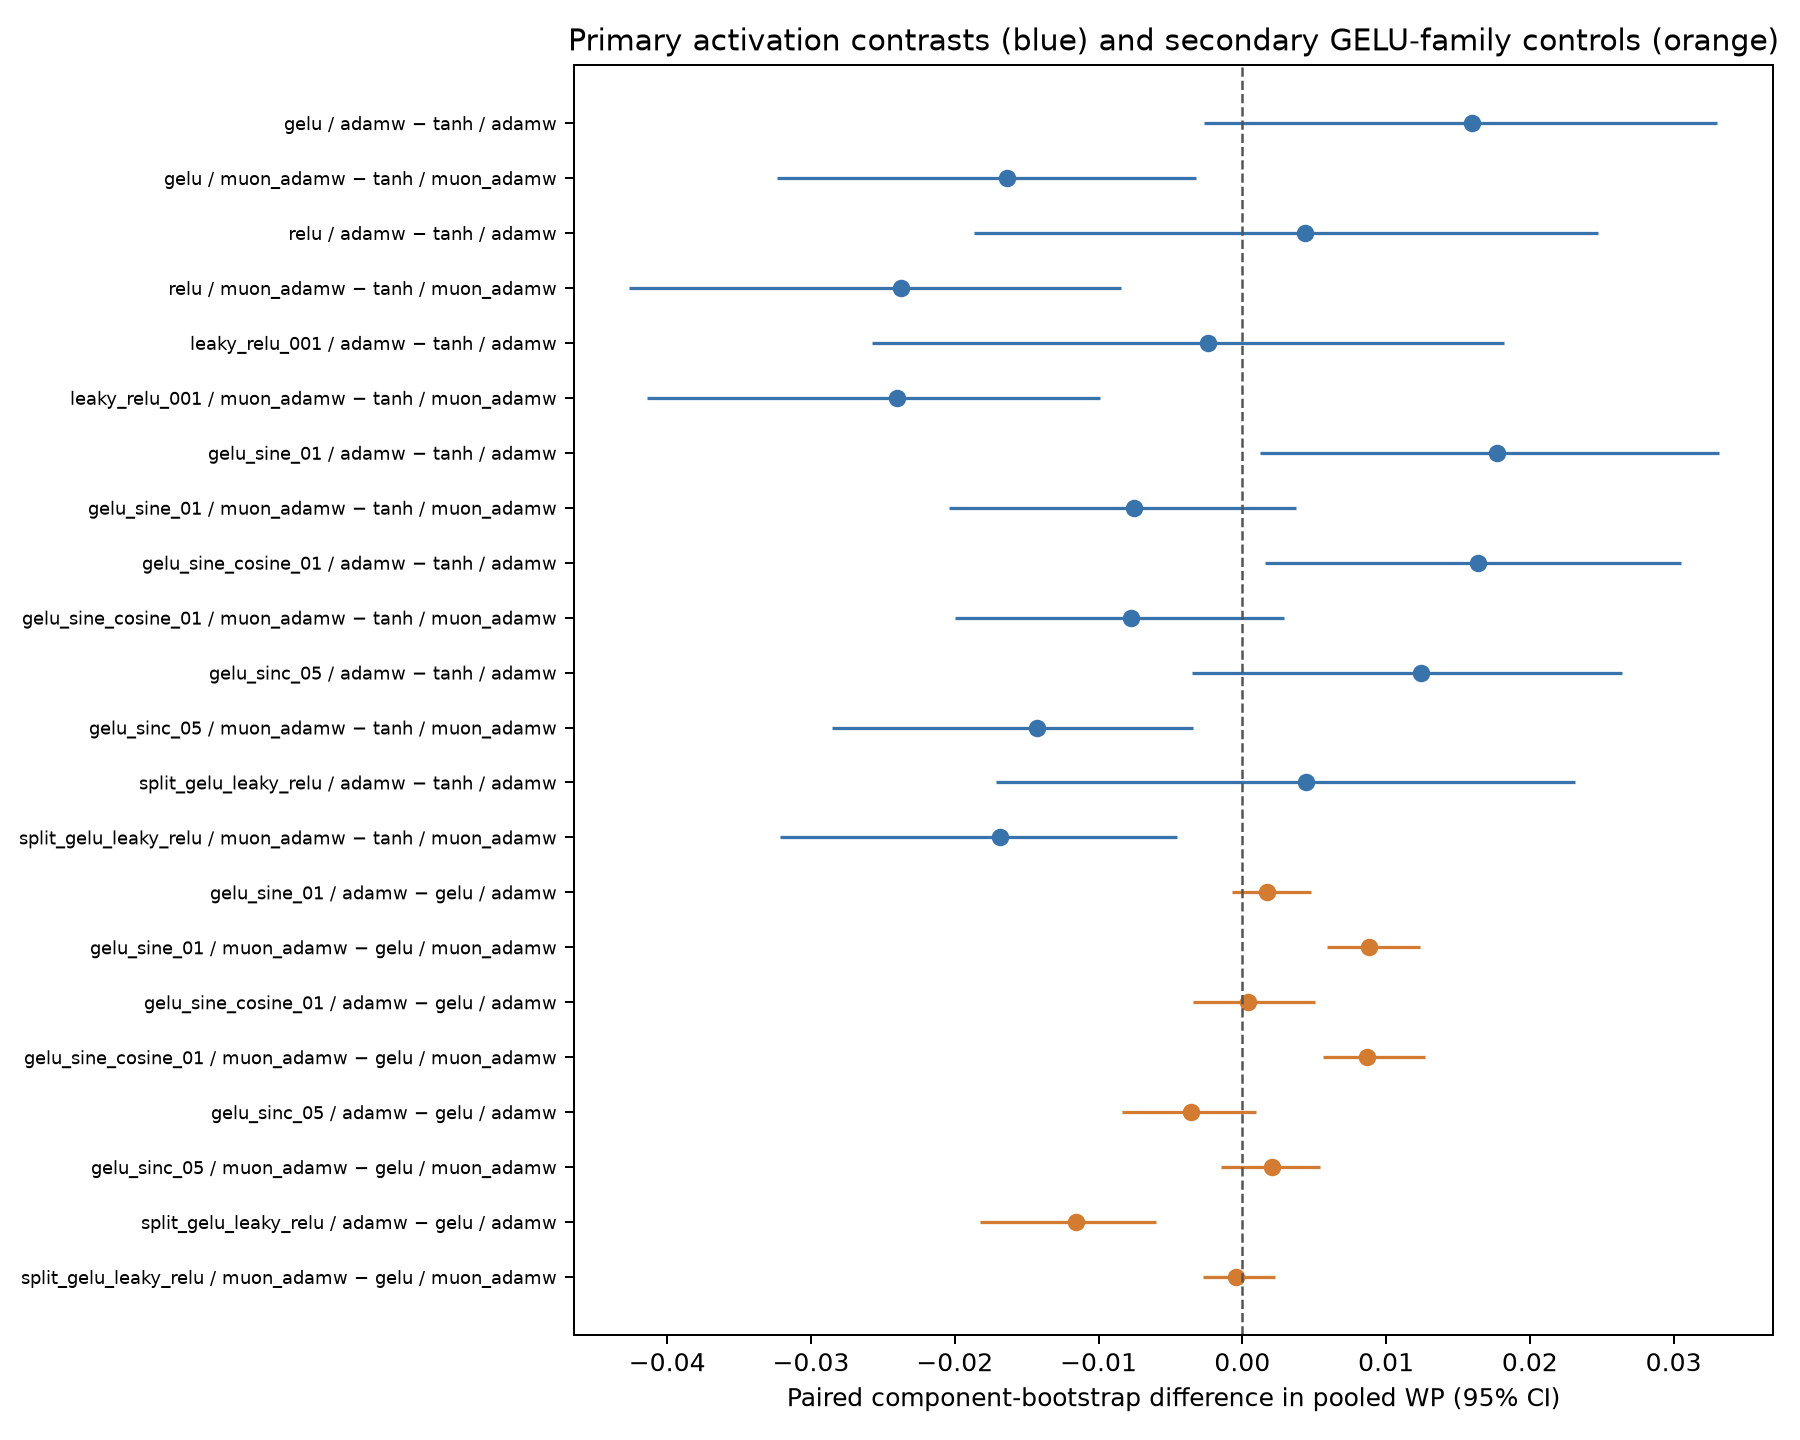 Primary activation contrasts (blue) and secondary GELU-family controls (orange)
gelu / adamw − tanh / adamw
gelu / muon_adamw − tanh / muon_adamw
relu / adamw − tanh / adamw
relu / muon_adamw − tanh / muon_adamw
leaky_relu_001 / adamw − tanh / adamw
leaky_relu_001 / muon_adamw − tanh / muon_adamw
gelu_sine_01 / adamw − tanh / adamw
gelu_sine_01 / muon_adamw − tanh / muon_adamw
gelu_sine_cosine_01 / adamw − tanh / adamw
gelu_sine_cosine_01 / muon_adamw − tanh / muon_adamw
gelu_sinc_05 / adamw − tanh / adamw
gelu_sinc_05 / muon_adamw − tanh / muon_adamw
split_gelu_leaky_relu / adamw − tanh / adamw
split_gelu_leaky_relu / muon_adamw − tanh / muon_adamw
gelu_sine_01 / adamw − gelu / adamw
gelu_sine_01 / muon_adamw − gelu / muon_adamw
gelu_sine_cosine_01 / adamw − gelu / adamw
gelu_sine_cosine_01 / muon_adamw − gelu / muon_adamw
gelu_sinc_05 / adamw − gelu / adamw
gelu_sinc_05 / muon_adamw − gelu / muon_adamw
split_gelu_leaky_relu / adamw − gelu / adamw
split_gelu_leaky_relu / muon_adamw − gelu / muon_adamw
−0.04 −0.03 −0.02 −0.01 0.00 0.01 0.02 0.03
Paired component-bootstrap difference in pooled WP (95% CI)